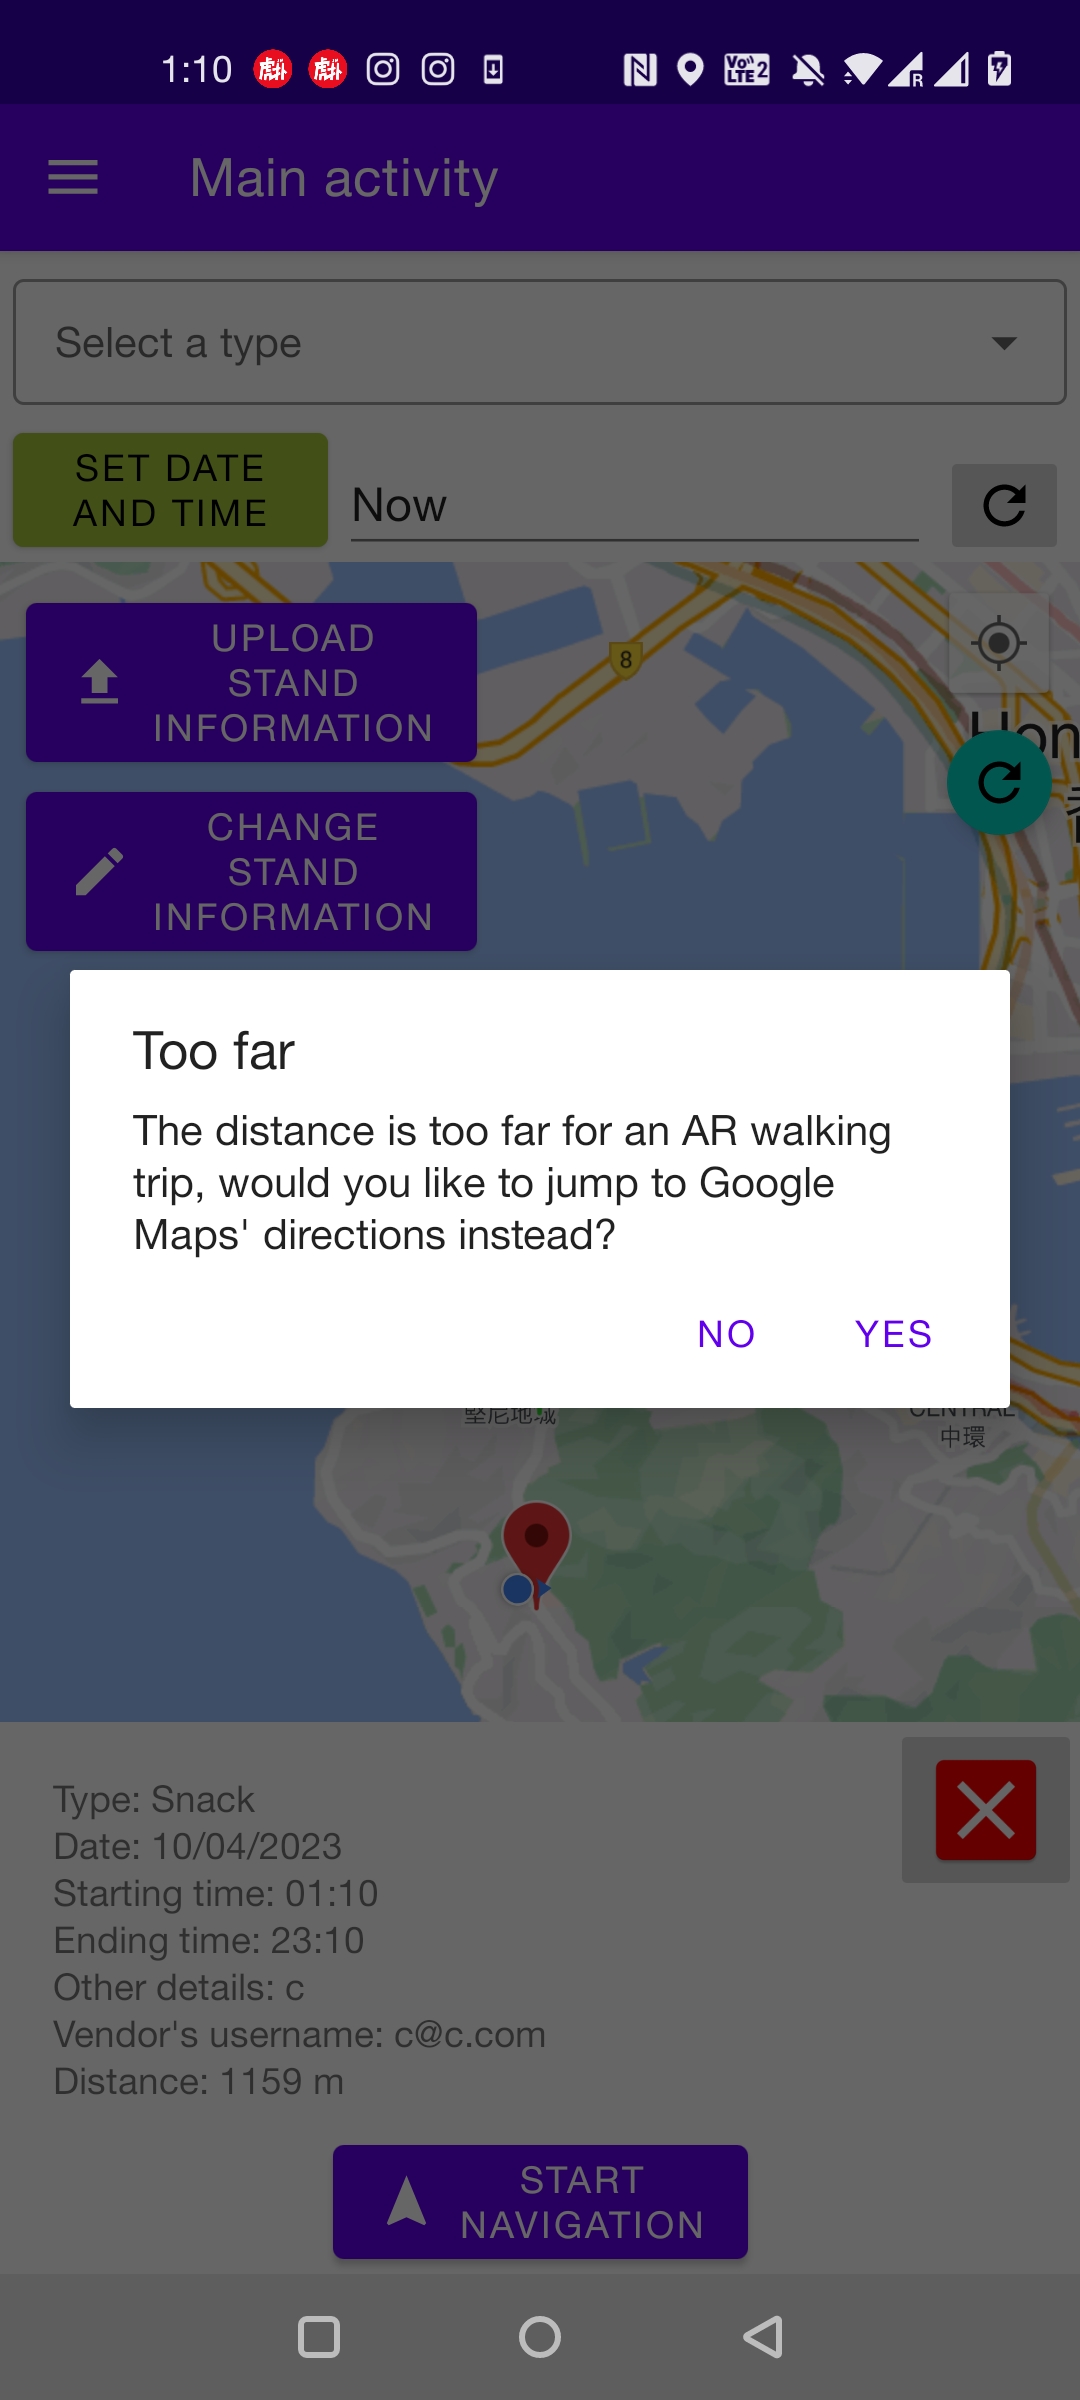 1:10
Vo)) LTE 2
R
Main activity
Select a type
SET DATE
AND TIME
Now
UPLOAD
STAND
INFORMATION
8
CHANGE
STAND
INFORMATION
Too far
The distance is too far for an AR walking
trip, would you like to jump to Google
Maps' directions instead?
NO
YES
堅尼地城
CENTRAL
中環
Type: Snack
Date: 10/04/2023
Starting time: 01:10
Ending time: 23:10
Other details: c
Vendor's username: c@c.com
Distance: 1159 m
START
NAVIGATION